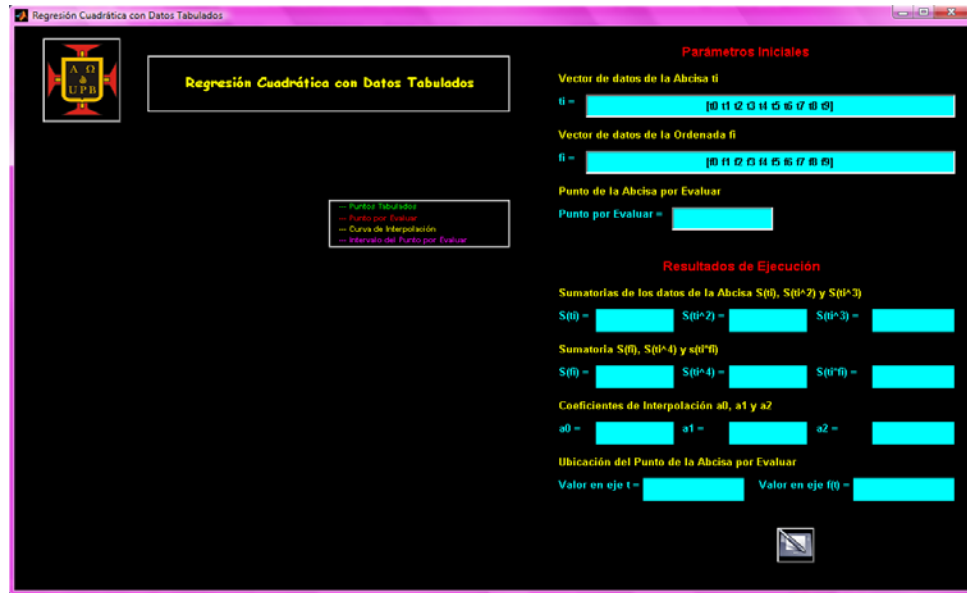 Regresión Cuadrática con Datos Tabulados
Α Ω
&
UPB
Regresión Cuadrática con Datos Tabulados
--- Puntos Tabulados
--- Punto por Evaluar
--- Curva de Interpolación
--- Intervalo del Punto por Evaluar
Parámetros Iniciales
Vector de datos de la Abcisa ti
ti = [t0 t1 t2 t3 t4 t5 t6 t7 t8 t9]
Vector de datos de la Ordenada fi
fi = [f0 f1 f2 f3 f4 f5 f6 f7 f8 f9]
Punto de la Abcisa por Evaluar
Punto por Evaluar =
Resultados de Ejecución
Sumatorias de los datos de la Abcisa S(ti), S(ti^2) y S(ti^3)
S(ti) = S(ti^2) = S(ti^3) =
Sumatoria S(fi), S(ti^4) y s(ti*fi)
S(fi) = S(ti^4) = S(ti*fi) =
Coeficientes de Interpolación a0, a1 y a2
a0 = a1 = a2 =
Ubicación del Punto de la Abcisa por Evaluar
Valor en eje t = Valor en eje f(t) =